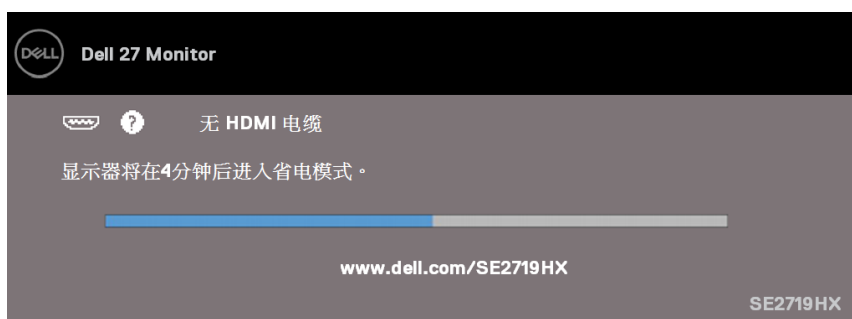 DELL Dell 27 Monitor
? 无 HDMI 电缆
显示器将在4分钟后进入省电模式。
www.dell.com/SE2719HX
SE2719HX